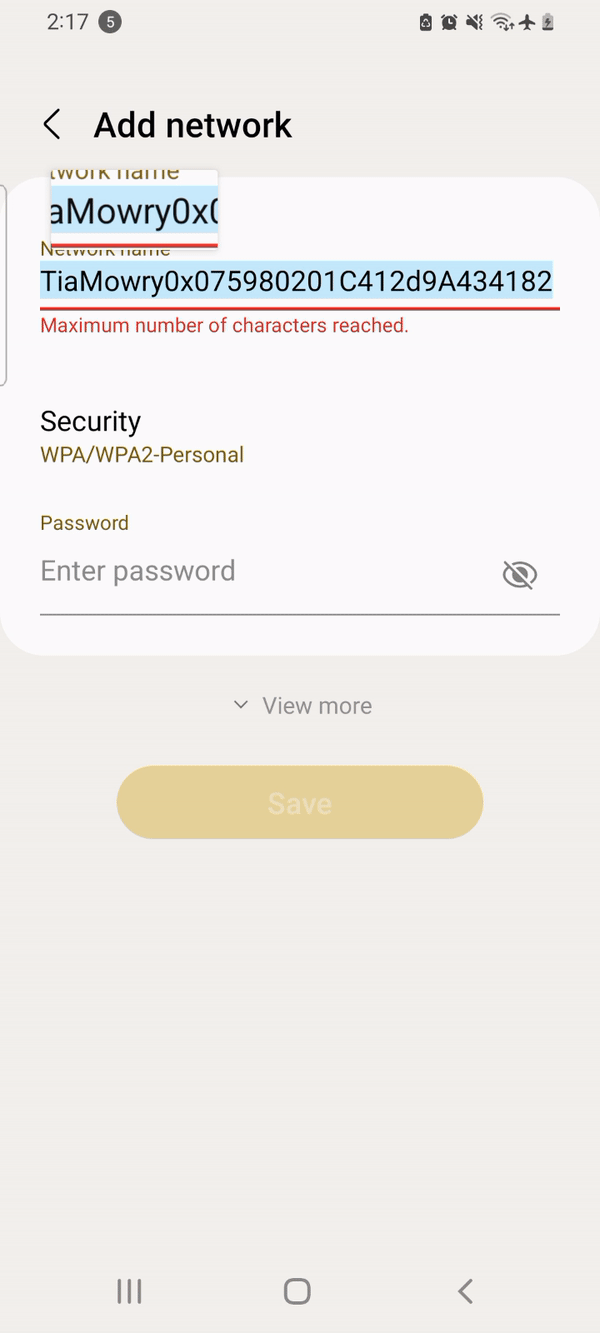 2:17 5
Add network
twork name
aMowry0x0
Network name
TiaMowry0x075980201C412d9A434182
Maximum number of characters reached.
Security
WPA/WPA2-Personal
Password
Enter password
View more
Save